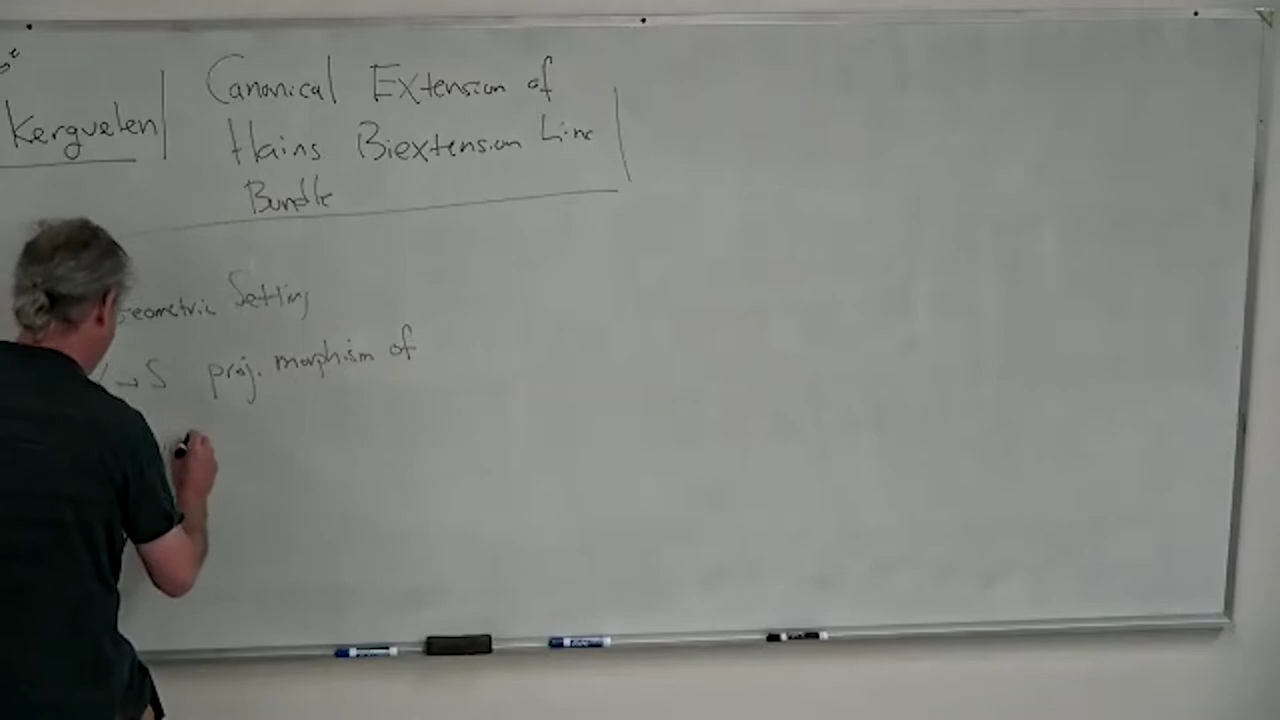 Kerguelen
Canonical Extension of
Hains Biextension Line
Bundle
Geometric Setting
→ S proj. morphism of